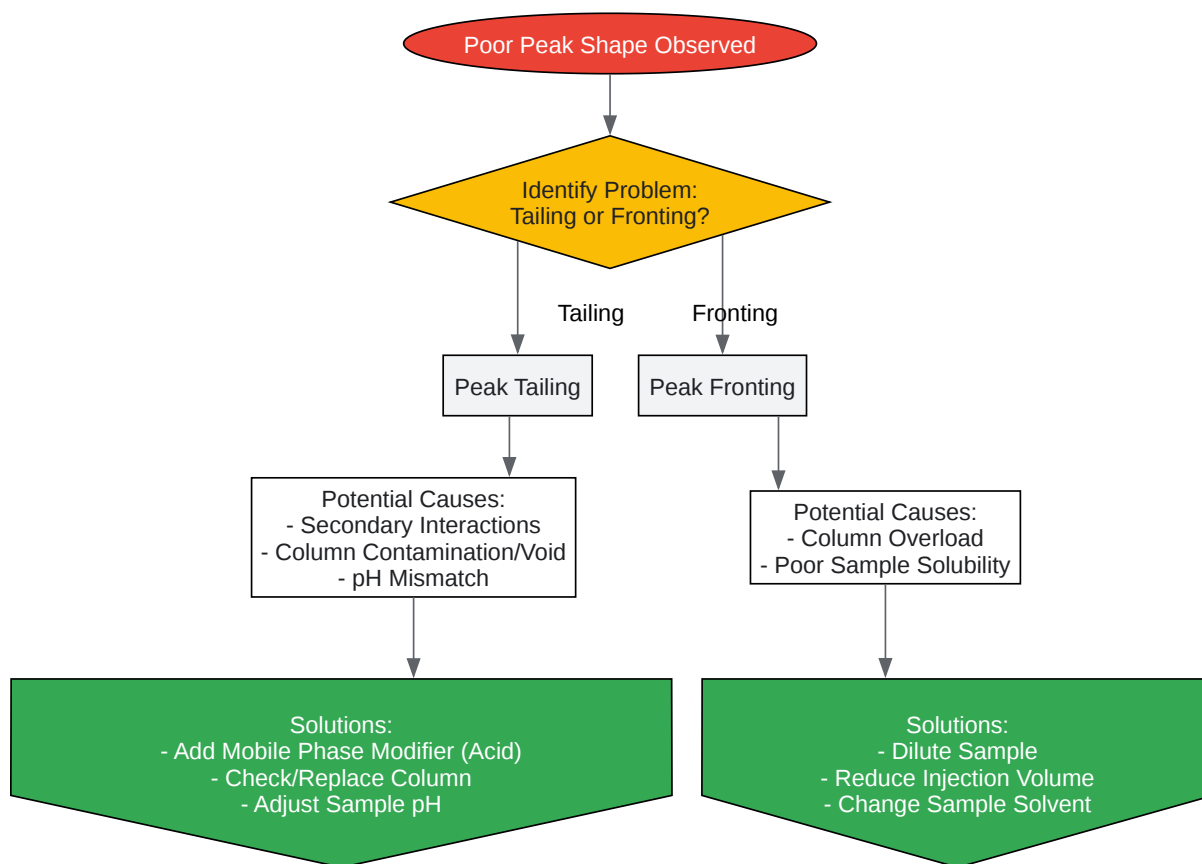 Poor Peak Shape Observed
Identify Problem:
Tailing or Fronting?
Tailing
Fronting
Peak Tailing
Peak Fronting
Potential Causes:
- Secondary Interactions
- Column Contamination/Void
- pH Mismatch
Potential Causes:
- Column Overload
- Poor Sample Solubility
Solutions:
- Add Mobile Phase Modifier (Acid)
- Check/Replace Column
- Adjust Sample pH
Solutions:
- Dilute Sample
- Reduce Injection Volume
- Change Sample Solvent